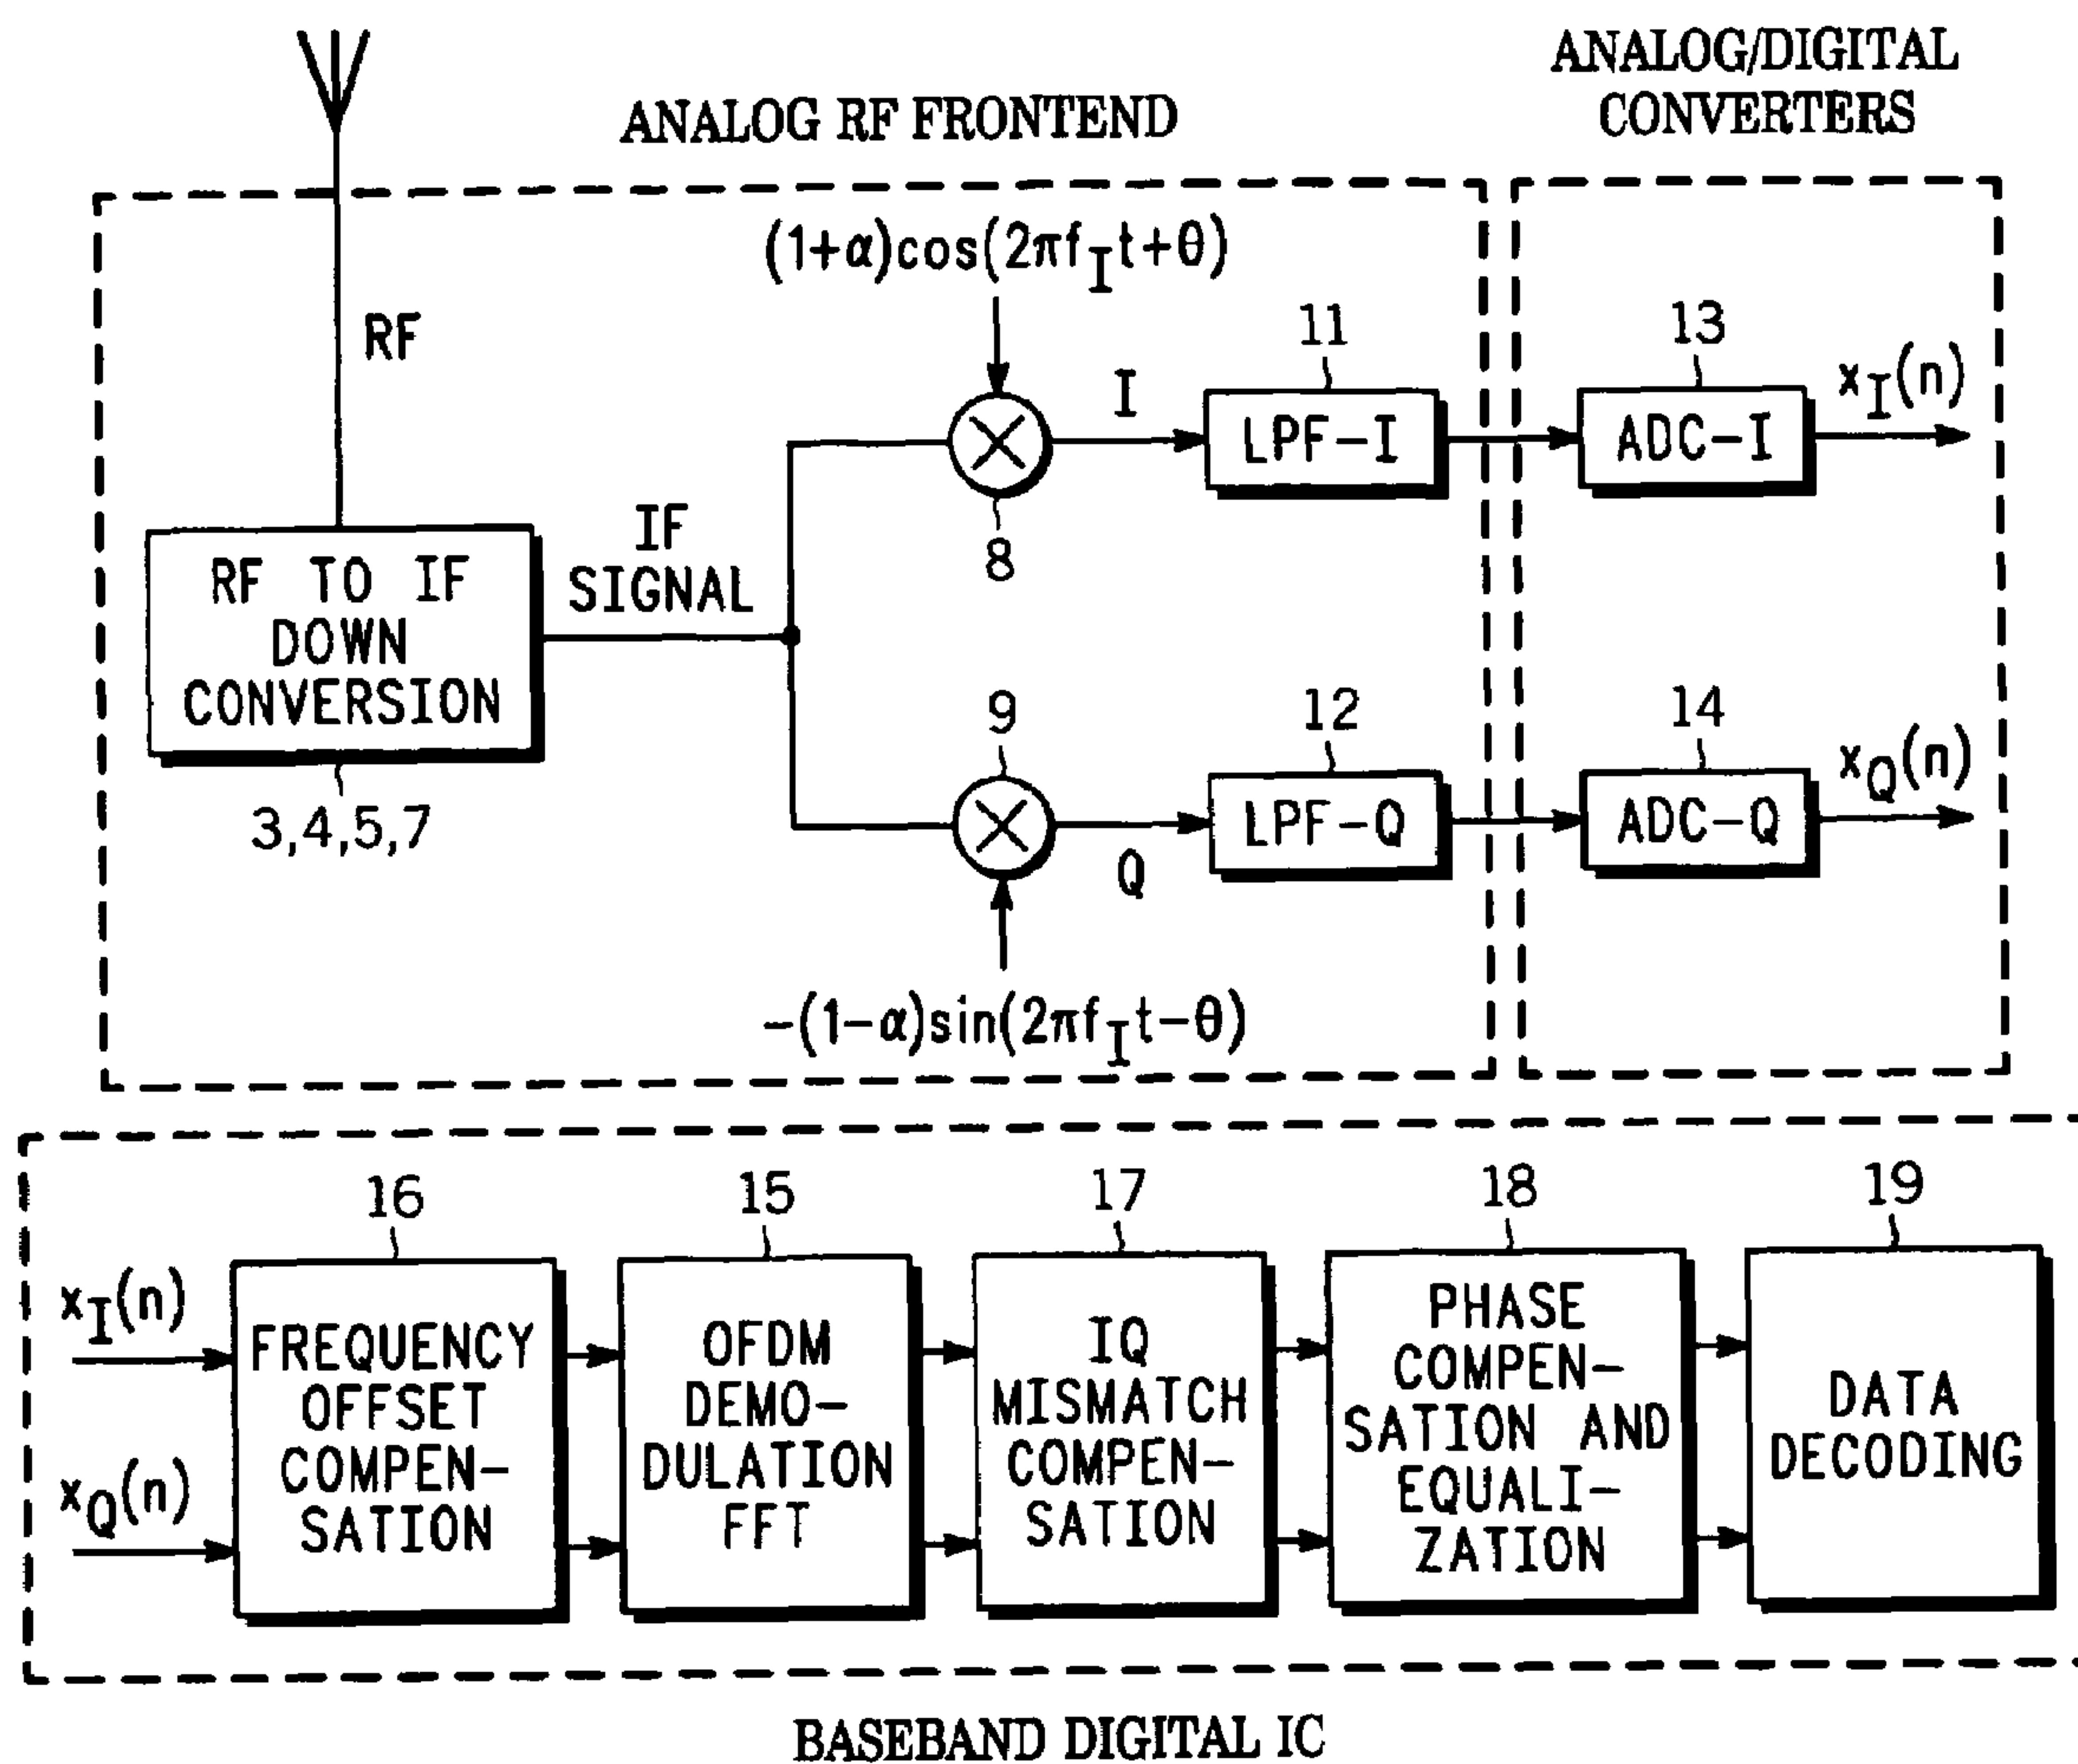 ANALOG/DIGITAL
CONVERTERS
ANALOG RF FRONTEND
(1+α)cos(2πf_I t+θ)
RF
11
13
I
LPF-I
ADC-I
x_I(n)
8
IF
SIGNAL
RF TO IF
DOWN
CONVERSION
3,4,5,7
9
12
14
Q
LPF-Q
ADC-Q
x_Q(n)
-(1-α)sin(2πf_I t-θ)
16
15
17
18
19
x_I(n)
x_Q(n)
FREQUENCY
OFFSET
COMPEN-
SATION
OFDM
DEMO-
DULATION
FFT
IQ
MISMATCH
COMPEN-
SATION
PHASE
COMPEN-
SATION AND
EQUALI-
ZATION
DATA
DECODING
BASEBAND DIGITAL IC